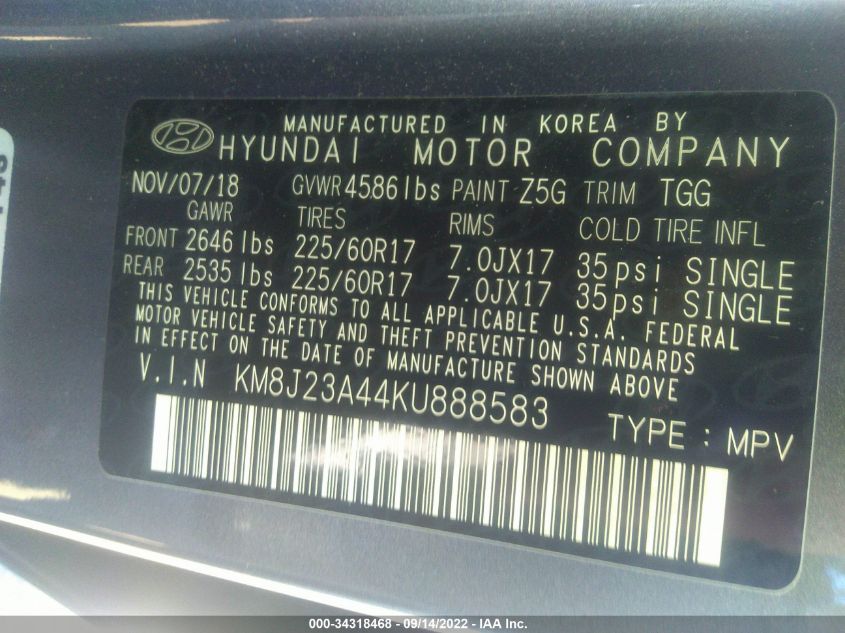 MANUFACTURED IN KOREA BY
HYUNDAI MOTOR COMPANY
NOV/07/18 GVWR 4586 lbs PAINT Z5G TRIM TGG
GAWR TIRES RIMS COLD TIRE INFL
FRONT 2646 lbs 225/60R17 7.0JX17 35psi SINGLE
REAR 2535 lbs 225/60R17 7.0JX17 35psi SINGLE
THIS VEHICLE CONFORMS TO ALL APPLICABLE U.S.A. FEDERAL
MOTOR VEHICLE SAFETY AND THEFT PREVENTION STANDARDS
IN EFFECT ON THE DATE OF MANUFACTURE SHOWN ABOVE
V.I.N KM8J23A44KU888583
TYPE : MPV
000-34318468 - 09/14/2022 - IAA Inc.